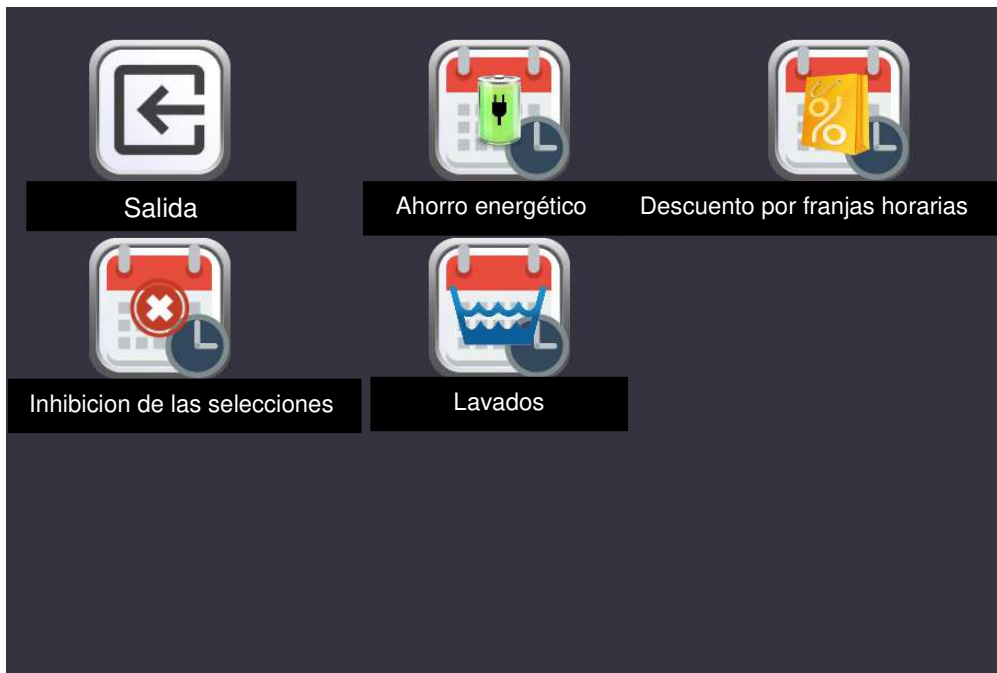 Salida
Ahorro energético
Descuento por franjas horarias
Inhibicion de las selecciones
Lavados